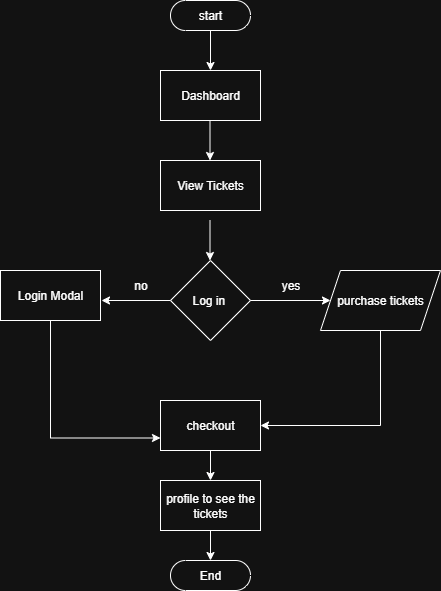 start
Dashboard
View Tickets
no
yes
Login Modal
Log in
purchase tickets
checkout
profile to see the
tickets
End